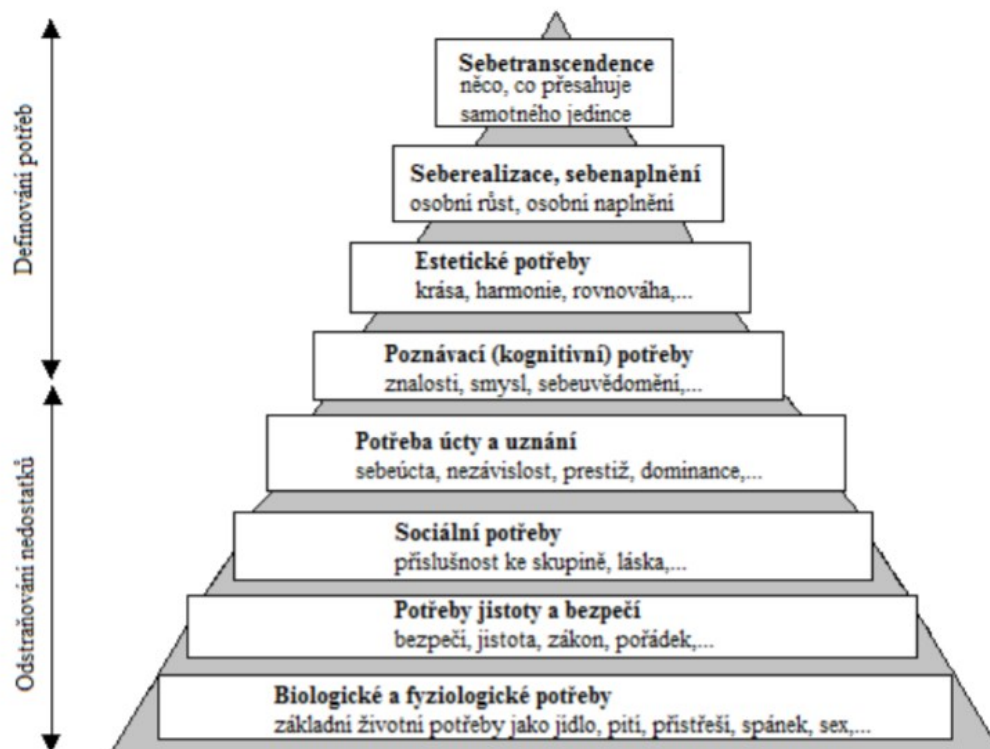 Sebetranscendence
něco, co přesahuje
samotného jedince
Seberealizace, sebenaplnění
osobní růst, osobní naplnění
Estetické potřeby
krása, harmonie, rovnováha,...
Poznávací (kognitivní) potřeby
znalosti, smysl, sebeuvědomění,...
Potřeba úcty a uznání
sebeúcta, nezávislost, prestiž, dominance,...
Sociální potřeby
příslušnost ke skupině, láska,...
Potřeby jistoty a bezpečí
bezpečí, jistota, zákon, pořádek,...
Biologické a fyziologické potřeby
základní životní potřeby jako jídlo, pití, přístřeší, spánek, sex,...
Definování potřeb
Odstraňování nedostatků